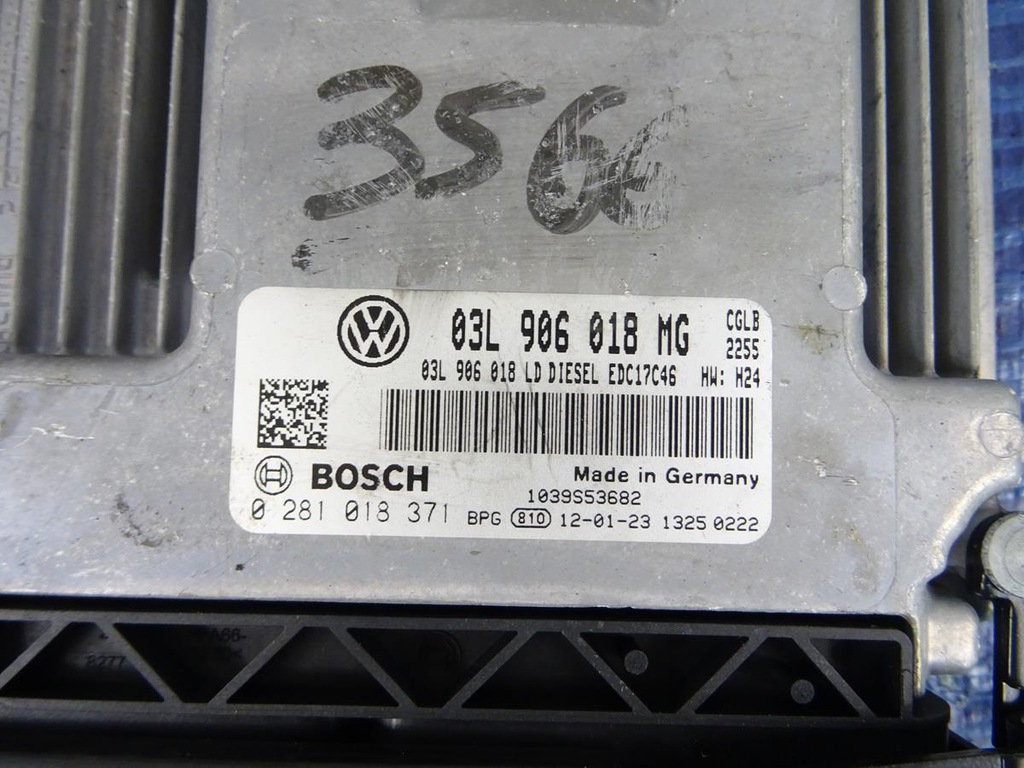 356
03L 906 018 MG
CGLB
2255
03L 906 018 LD DIESEL EDC17C46 HW: H24
BOSCH
Made in Germany
1039S53682
0 281 018 371 BPG 810 12-01-23 1325 0222